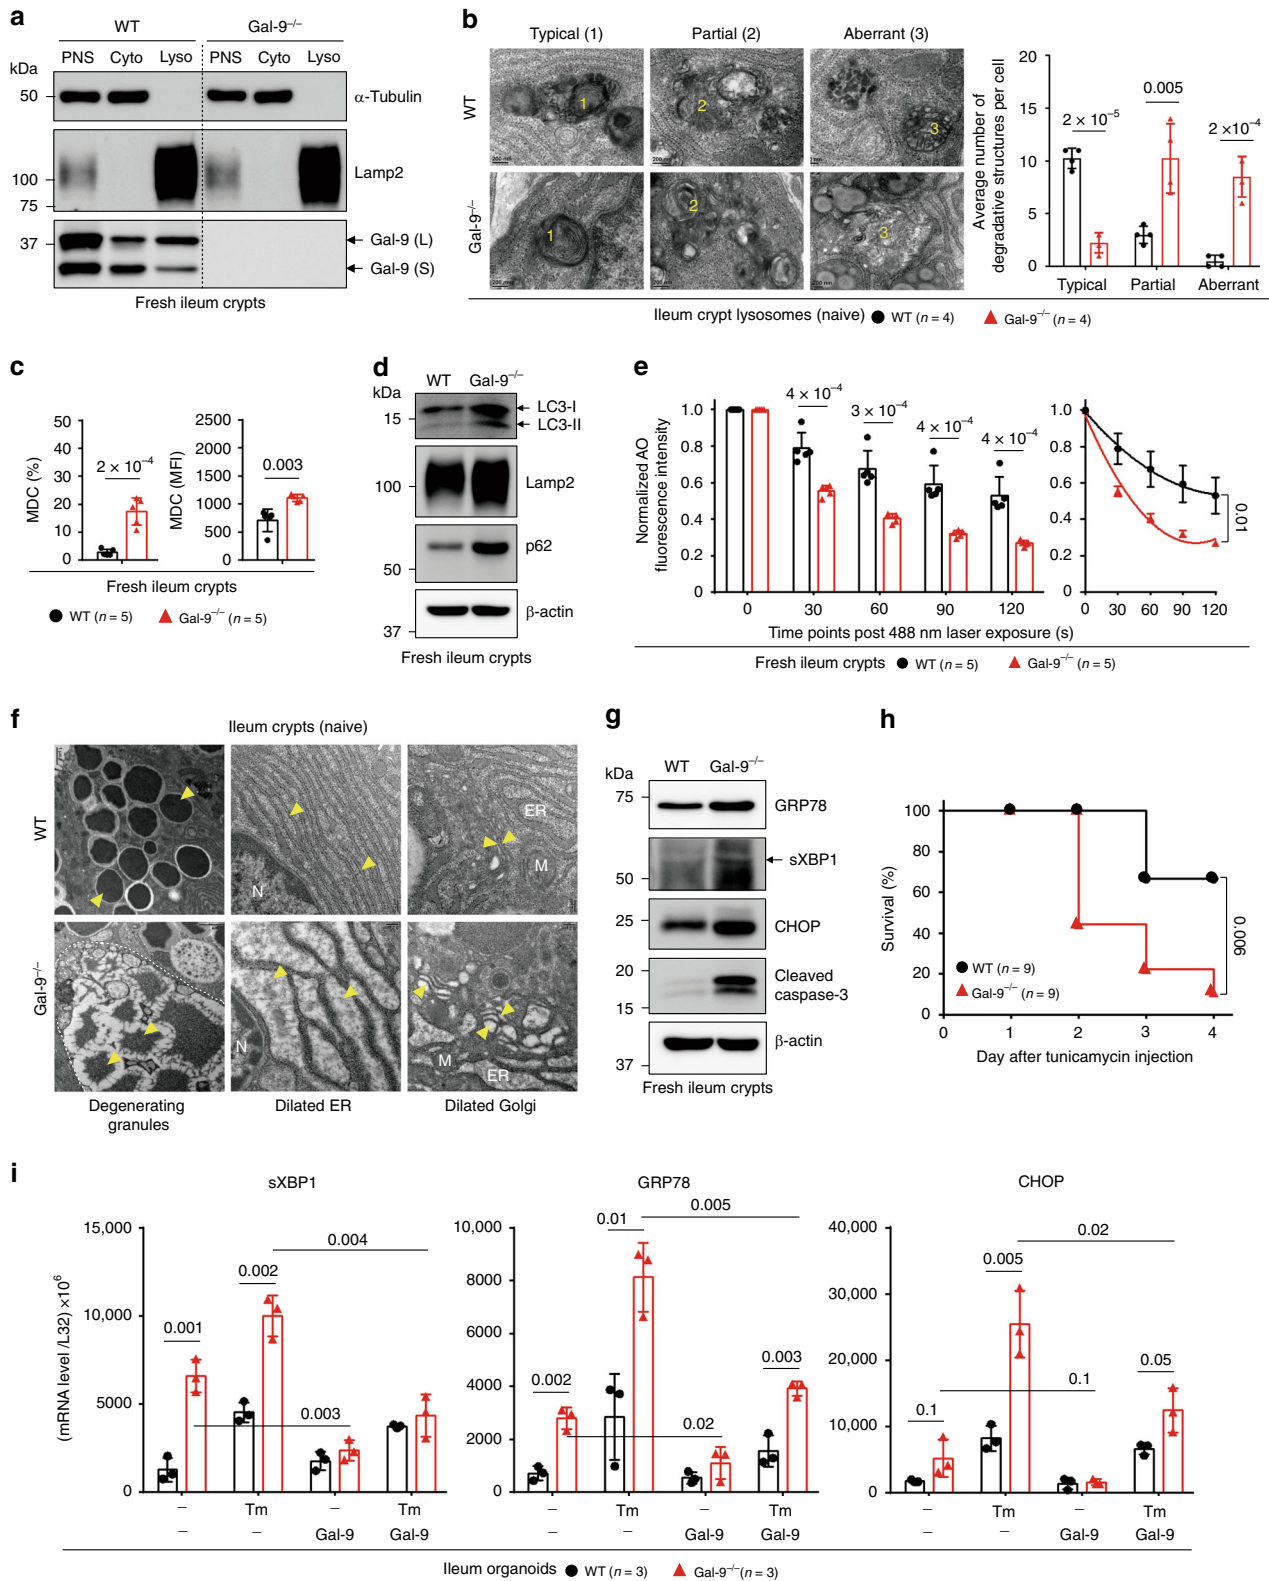 a
WT
Gal-9–/–
PNS Cyto Lyso PNS Cyto Lyso
kDa
50
α-Tubulin
100
75
Lamp2
37
Gal-9 (L)
Gal-9 (S)
Fresh ileum crypts
b
Typical (1) Partial (2) Aberrant (3)
WT
1 2 3
200 nm
200 nm
Gal-9–/–
1 2 3
200 nm
200 nm
200 nm
Average number of
degradative structures per cell
20
15
10
5
0
2 × 10–5
0.005
2×10–4
Typical Partial Aberrant
Ileum crypt lysosomes (naive) WT (n = 4) Gal-9–/– (n = 4)
c
MDC (%)
50
40
30
20
10
0
2 × 10–4
MDC (MFI)
2500
2000
1500
1000
500
0
0.003
Fresh ileum crypts
WT (n = 5) Gal-9–/– (n = 5)
d
WT Gal-9–/–
kDa
15
LC3-I
LC3-II
100
Lamp2
p62
50
β-actin
37
Fresh ileum crypts
e
Normalized AO
fluorescence intensity
1.0
0.8
0.6
0.4
0.2
0
4 × 10–4
3 × 10–4
4 × 10–4
4 × 10–4
0 30 60 90 120
1.0
0.8
0.6
0.4
0.2
0
0.01
0 30 60 90 120
Time points post 488 nm laser exposure (s)
Fresh ileum crypts WT (n = 5) Gal-9–/– (n = 5)
f
Ileum crypts (naive)
WT
N
ER
M
Gal-9–/–
N
M
ER
Degenerating
granules
Dilated ER
Dilated Golgi
g
WT Gal-9–/–
kDa
75
GRP78
sXBP1
50
25
CHOP
20
Cleaved
caspase-3
15
β-actin
37
Fresh ileum crypts
h
Survival (%)
100
80
60
40
20
0
WT (n = 9)
Gal-9–/– (n = 9)
0.006
0 1 2 3 4
Day after tunicamycin injection
i
(mRNA level /L32) ×106
sXBP1
15,000
10,000
5000
0
0.001
0.002
0.004
0.003
– Tm – Tm
– – Gal-9 Gal-9
GRP78
10,000
8000
6000
4000
2000
0
0.002
0.01
0.005
0.02
0.003
– Tm – Tm
– – Gal-9 Gal-9
CHOP
40,000
30,000
20,000
10,000
0
0.1
0.005
0.02
0.1
0.05
– Tm – Tm
– – Gal-9 Gal-9
Ileum organoids WT (n = 3) Gal-9–/– (n = 3)